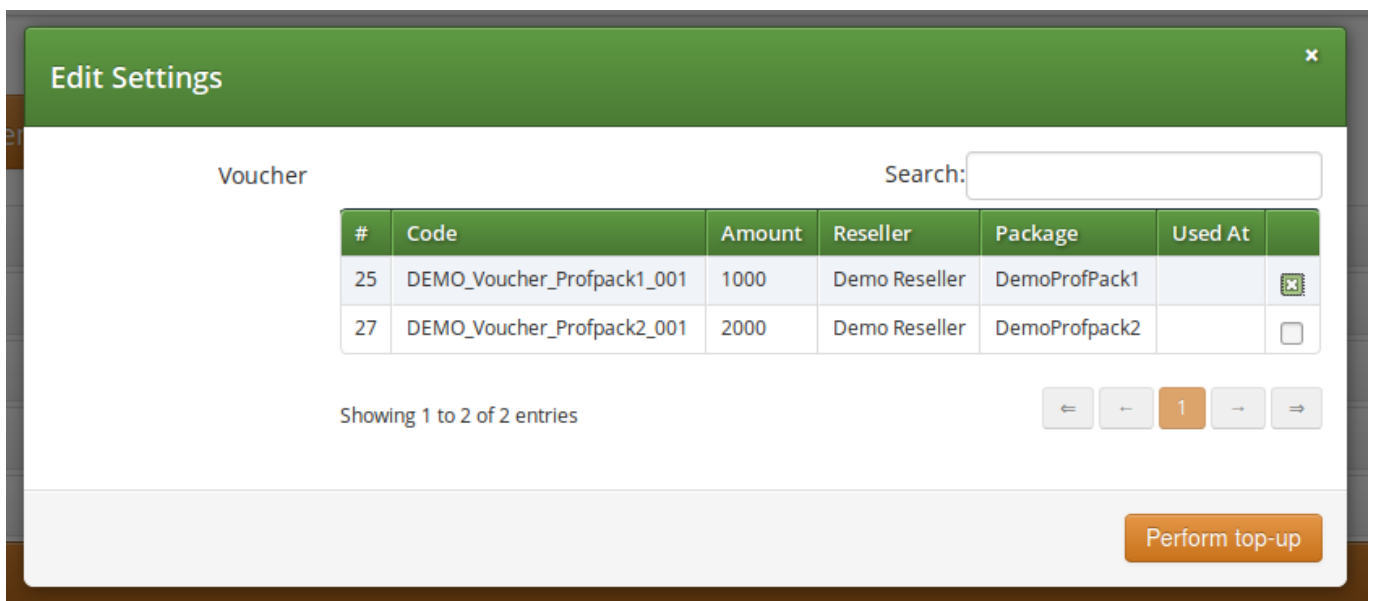 ×
Edit Settings
er
Voucher
Search:
# Code Amount Reseller Package Used At
25 DEMO_Voucher_Profpack1_001 1000 Demo Reseller DemoProfPack1
27 DEMO_Voucher_Profpack2_001 2000 Demo Reseller DemoProfpack2
Showing 1 to 2 of 2 entries
⇐ ← 1 → ⇒
Perform top-up